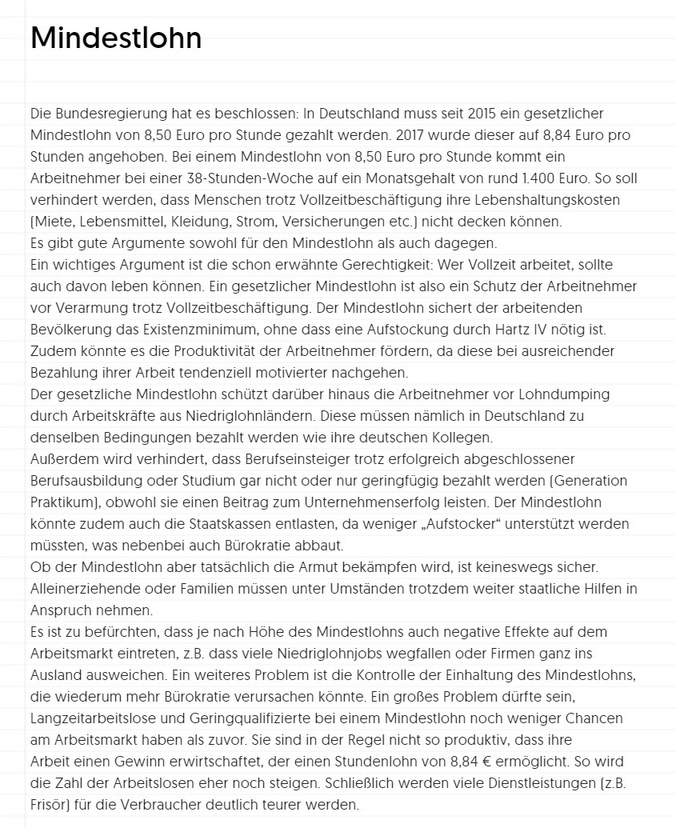 Mindestlohn
Die Bundesregierung hat es beschlossen: In Deutschland muss seit 2015 ein gesetzlicher
Mindestlohn von 8,50 Euro pro Stunde gezahlt werden. 2017 wurde dieser auf 8,84 Euro pro
Stunden angehoben. Bei einem Mindestlohn von 8,50 Euro pro Stunde kommt ein
Arbeitnehmer bei einer 38-Stunden-Woche auf ein Monatsgehalt von rund 1.400 Euro. So soll
verhindert werden, dass Menschen trotz Vollzeitbeschäftigung ihre Lebenshaltungskosten
(Miete, Lebensmittel, Kleidung, Strom, Versicherungen etc.) nicht decken können.
Es gibt gute Argumente sowohl für den Mindestlohn als auch dagegen.
Ein wichtiges Argument ist die schon erwähnte Gerechtigkeit: Wer Vollzeit arbeitet, sollte
auch davon leben können. Ein gesetzlicher Mindestlohn ist also ein Schutz der Arbeitnehmer
vor Verarmung trotz Vollzeitbeschäftigung. Der Mindestlohn sichert der arbeitenden
Bevölkerung das Existenzminimum, ohne dass eine Aufstockung durch Hartz IV nötig ist.
Zudem könnte es die Produktivität der Arbeitnehmer fördern, da diese bei ausreichender
Bezahlung ihrer Arbeit tendenziell motivierter nachgehen.
Der gesetzliche Mindestlohn schützt darüber hinaus die Arbeitnehmer vor Lohndumping
durch Arbeitskräfte aus Niedriglohnländern. Diese müssen nämlich in Deutschland zu
denselben Bedingungen bezahlt werden wie ihre deutschen Kollegen.
Außerdem wird verhindert, dass Berufseinsteiger trotz erfolgreich abgeschlossener
Berufsausbildung oder Studium gar nicht oder nur geringfügig bezahlt werden (Generation
Praktikum), obwohl sie einen Beitrag zum Unternehmenserfolg leisten. Der Mindestlohn
könnte zudem auch die Staatskassen entlasten, da weniger „Aufstocker“ unterstützt werden
müssten, was nebenbei auch Bürokratie abbaut.
Ob der Mindestlohn aber tatsächlich die Armut bekämpfen wird, ist keineswegs sicher.
Alleinerziehende oder Familien müssen unter Umständen trotzdem weiter staatliche Hilfen in
Anspruch nehmen.
Es ist zu befürchten, dass je nach Höhe des Mindestlohns auch negative Effekte auf dem
Arbeitsmarkt eintreten, z.B. dass viele Niedriglohnjobs wegfallen oder Firmen ganz ins
Ausland ausweichen. Ein weiteres Problem ist die Kontrolle der Einhaltung des Mindestlohns,
die wiederum mehr Bürokratie verursachen könnte. Ein großes Problem dürfte sein,
Langzeitarbeitslose und Geringqualifizierte bei einem Mindestlohn noch weniger Chancen
am Arbeitsmarkt haben als zuvor. Sie sind in der Regel nicht so produktiv, dass ihre
Arbeit einen Gewinn erwirtschaftet, der einen Stundenlohn von 8,84 € ermöglicht. So wird
die Zahl der Arbeitslosen eher noch steigen. Schließlich werden viele Dienstleistungen (z.B.
Frisör) für die Verbraucher deutlich teurer werden.